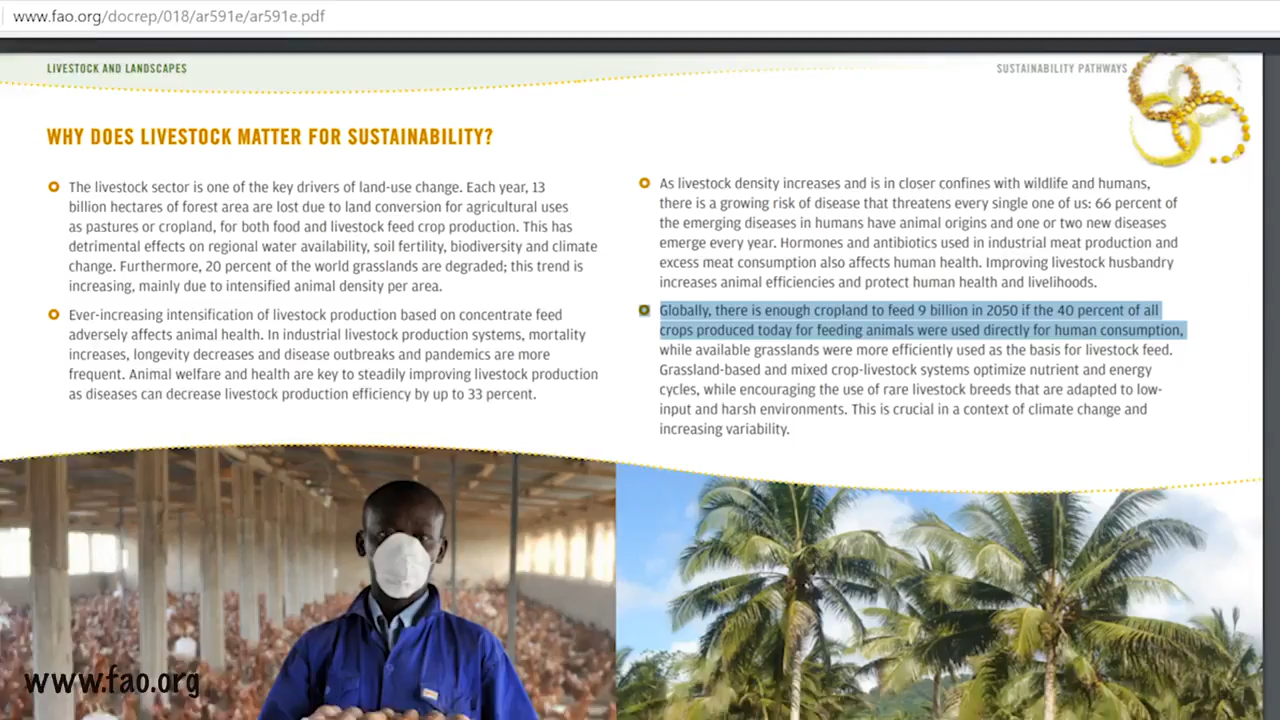 www.fao.org/docrep/018/ar591e/ar591e.pdf
LIVESTOCK AND LANDSCAPES
SUSTAINABILITY PATHWAYS
WHY DOES LIVESTOCK MATTER FOR SUSTAINABILITY?
The livestock sector is one of the key drivers of land-use change. Each year, 13
billion hectares of forest area are lost due to land conversion for agricultural uses
as pastures or cropland, for both food and livestock feed crop production. This has
detrimental effects on regional water availability, soil fertility, biodiversity and climate
change. Furthermore, 20 percent of the world grasslands are degraded; this trend is
increasing, mainly due to intensified animal density per area.
Ever-increasing intensification of livestock production based on concentrate feed
adversely affects animal health. In industrial livestock production systems, mortality
increases, longevity decreases and disease outbreaks and pandemics are more
frequent. Animal welfare and health are key to steadily improving livestock production
as diseases can decrease livestock production efficiency by up to 33 percent.
As livestock density increases and is in closer confines with wildlife and humans,
there is a growing risk of disease that threatens every single one of us: 66 percent of
the emerging diseases in humans have animal origins and one or two new diseases
emerge every year. Hormones and antibiotics used in industrial meat production and
excess meat consumption also affects human health. Improving livestock husbandry
increases animal efficiencies and protect human health and livelihoods.
Globally, there is enough cropland to feed 9 billion in 2050 if the 40 percent of all
crops produced today for feeding animals were used directly for human consumption,
while available grasslands were more efficiently used as the basis for livestock feed.
Grassland-based and mixed crop-livestock systems optimize nutrient and energy
cycles, while encouraging the use of rare livestock breeds that are adapted to low-
input and harsh environments. This is crucial in a context of climate change and
increasing variability.
www.fao.org